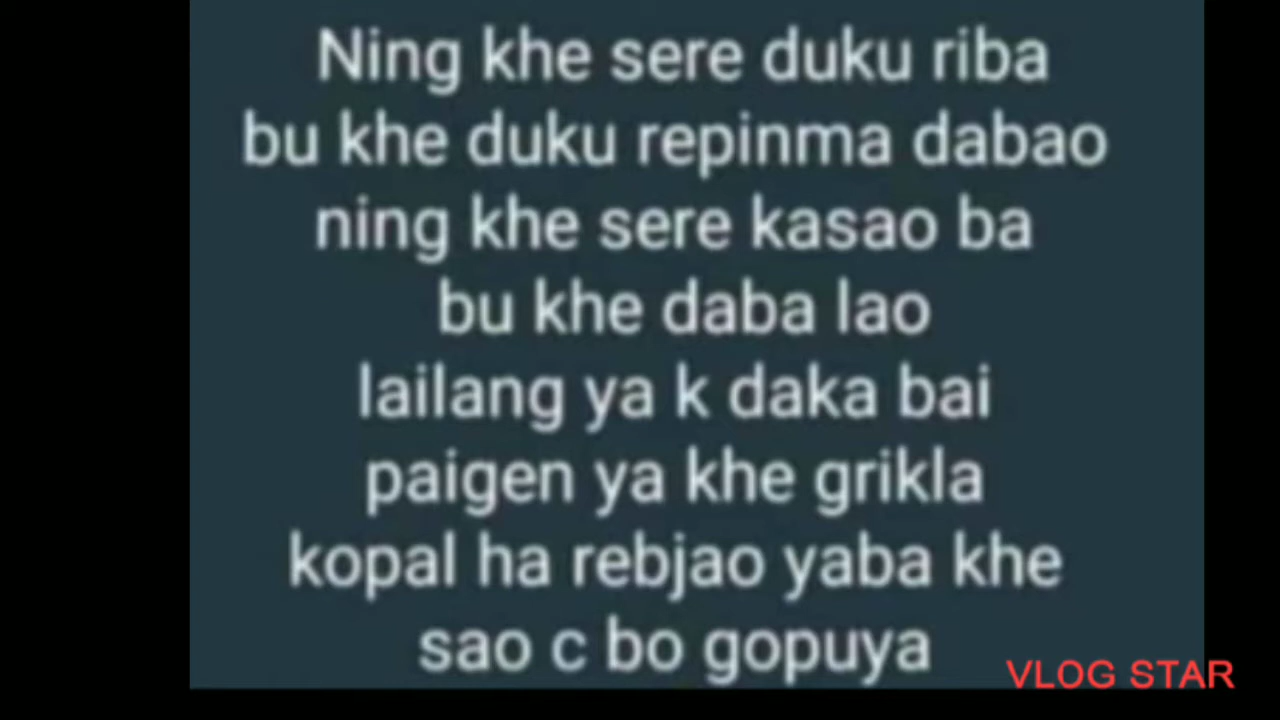 Ning khe sere duku riba
bu khe duku repinma dabao
ning khe sere kasao ba
bu khe daba lao
lailang ya k daka bai
paigen ya khe grikla
kopal ha rebjao yaba khe
sao c bo gopuya
VLOG STAR